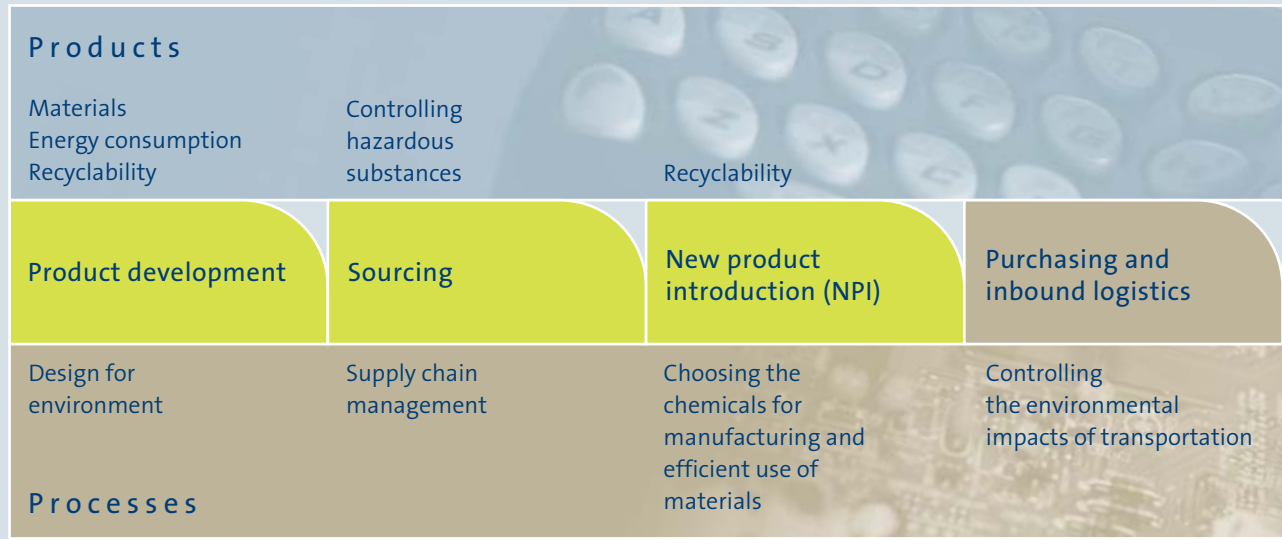 Products
Materials
Energy consumption
Recyclability
Controlling
hazardous
substances
Recyclability
Product development
Sourcing
New product
introduction (NPI)
Purchasing and
inbound logistics
Design for
environment
Supply chain
management
Choosing the
chemicals for
manufacturing and
efficient use of
materials
Controlling
the environmental
impacts of transportation
Processes